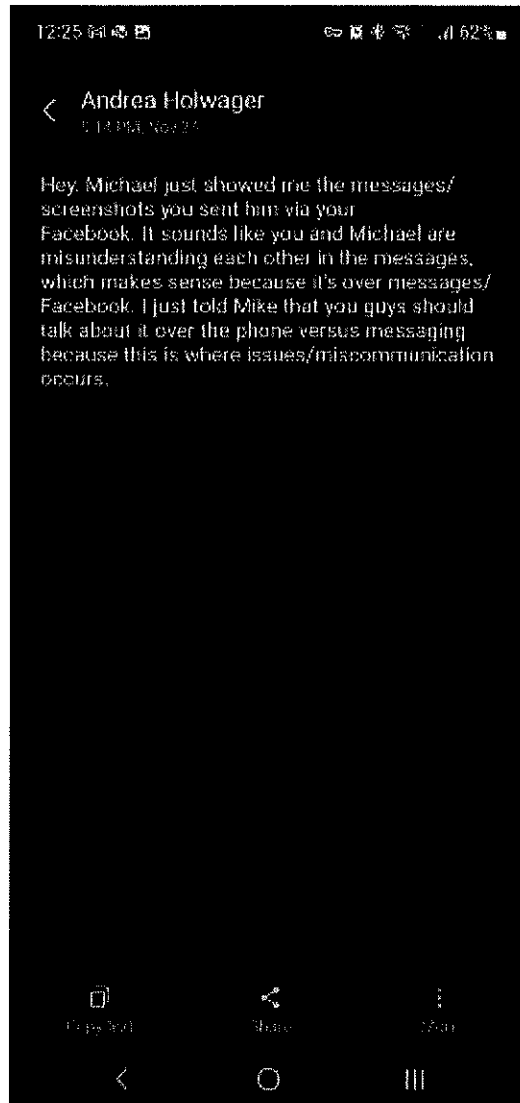 12:25
62%
Andrea Holwager
Hey. Michael just showed me the messages/
screenshots you sent him via your
Facebook. It sounds like you and Michael are
misunderstanding each other in the messages,
which makes sense because it's over messages/
Facebook. I just told Mike that you guys should
talk about it over the phone versus messaging
because this is where issues/miscommunication
occurs.
Copy text
Share